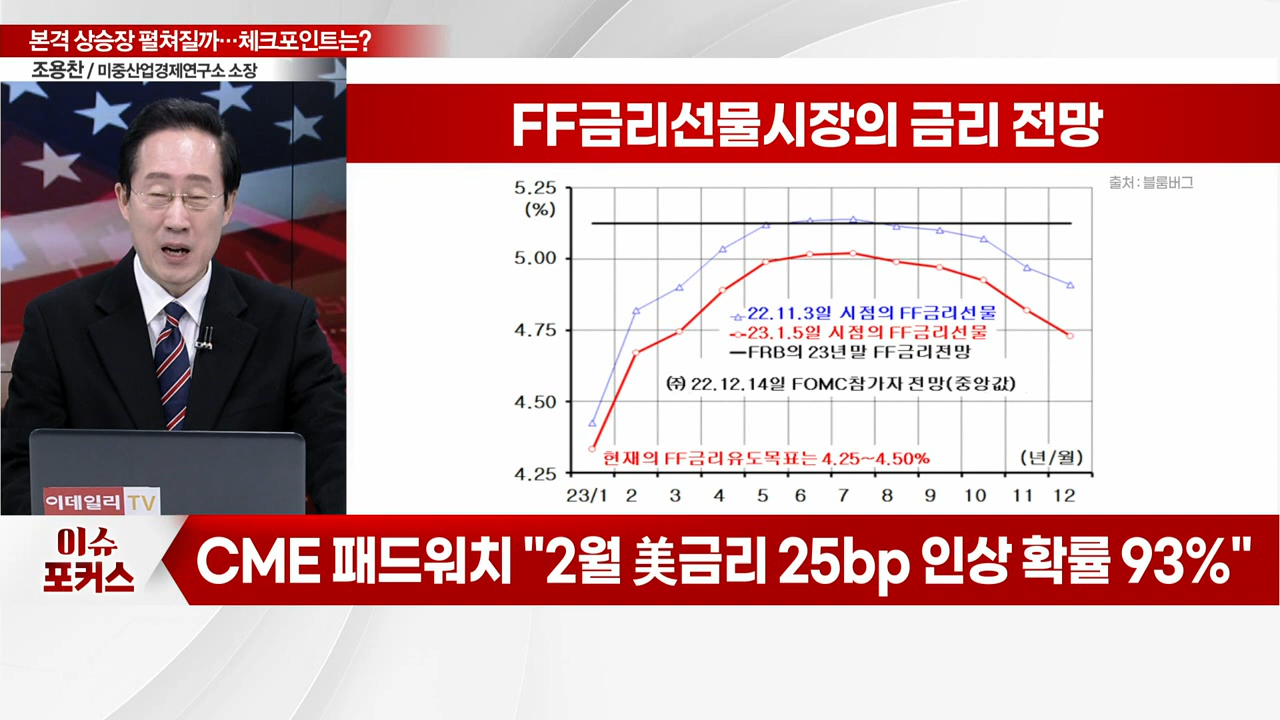 본격 상승장 펼쳐질까…체크포인트는?
조용찬 / 미중산업경제연구소 소장
FF금리선물시장의 금리 전망
출처 : 블룸버그
5.25
(%)
5.00
4.75
4.50
4.25
22.11.3일 시점의 FF금리선물
23.1.5일 시점의 FF금리선물
FRB의 23년말 FF금리전망
㈜ 22.12.14일 FOMC참가자 전망(중앙값)
현재의 FF금리유도목표는 4.25~4.50%
(년/월)
23/1 2 3 4 5 6 7 8 9 10 11 12
이데일리 TV
이슈
포커스
CME 패드워치 "2월 美금리 25bp 인상 확률 93%"